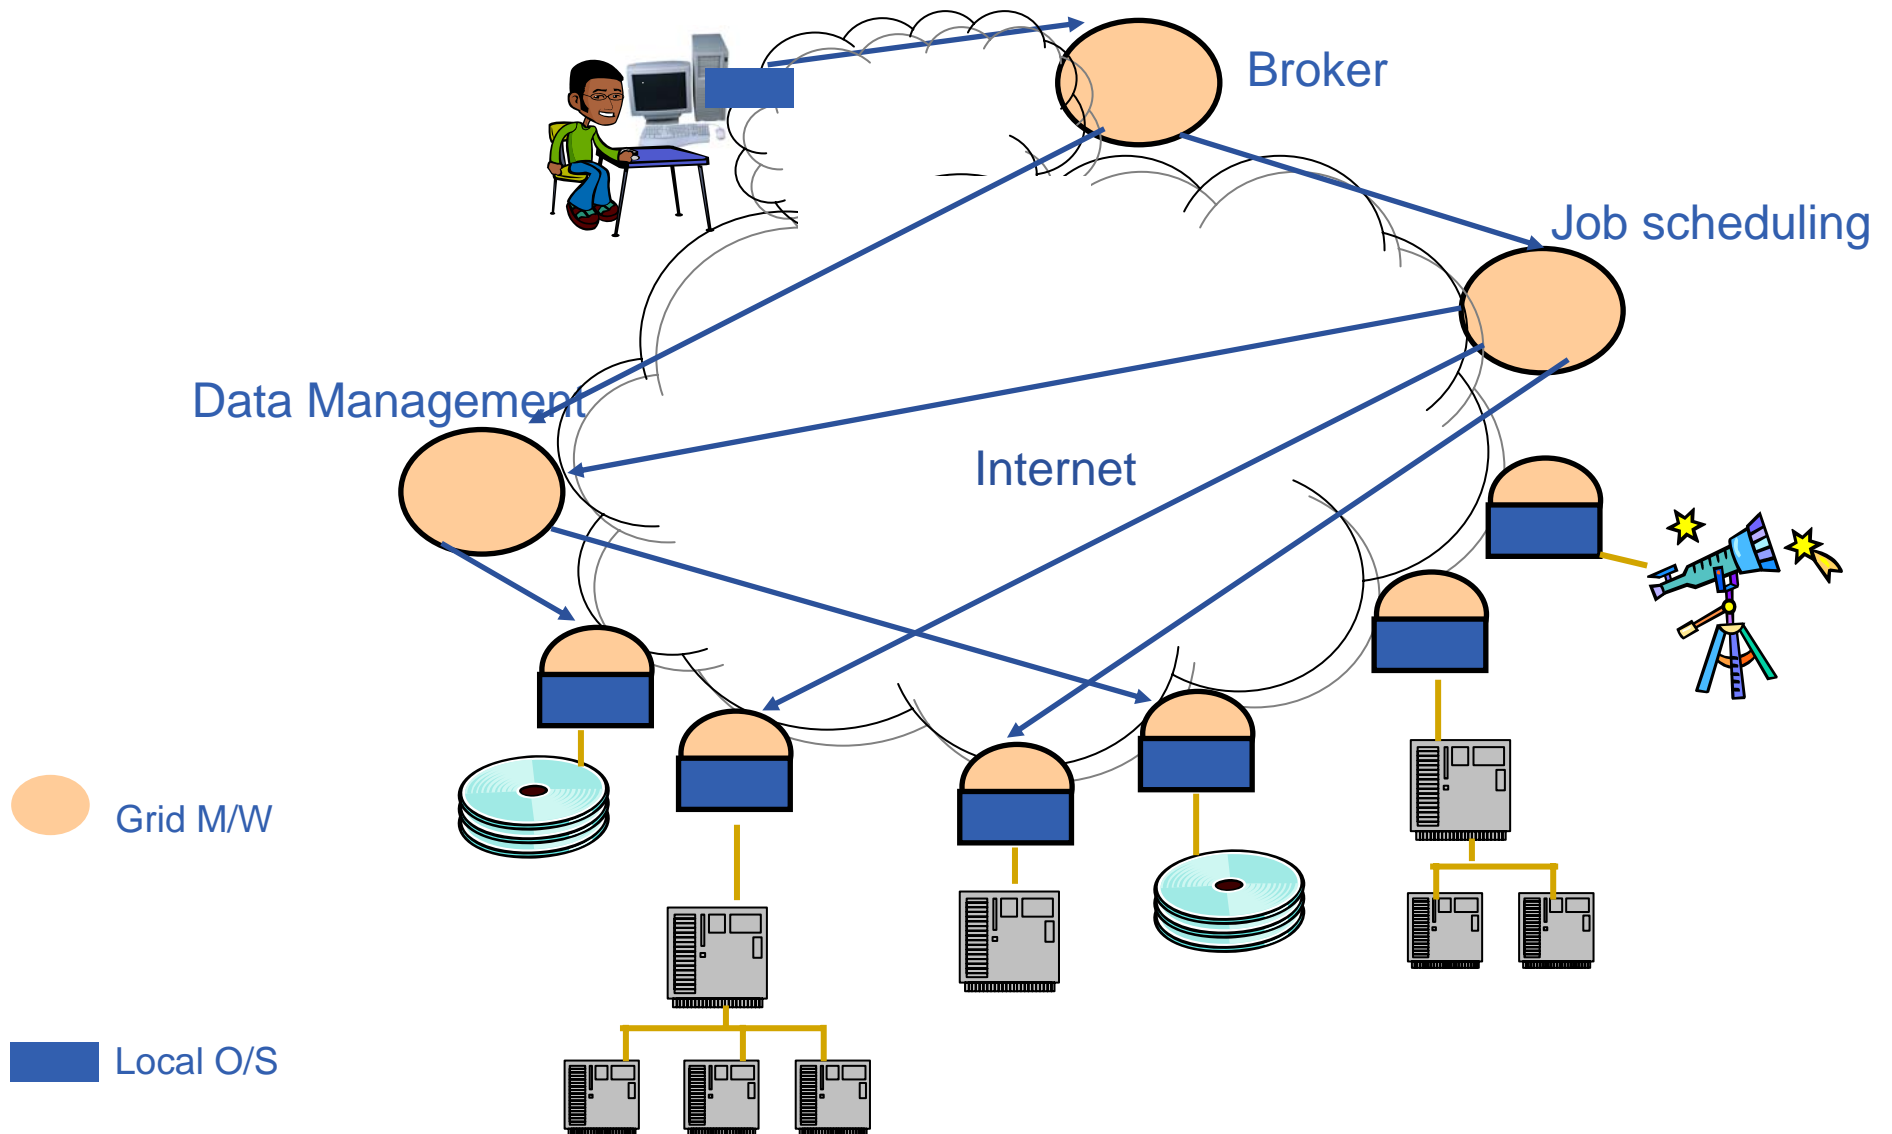 Broker
Job scheduling
Data Management
Internet
Grid M/W
Local O/S